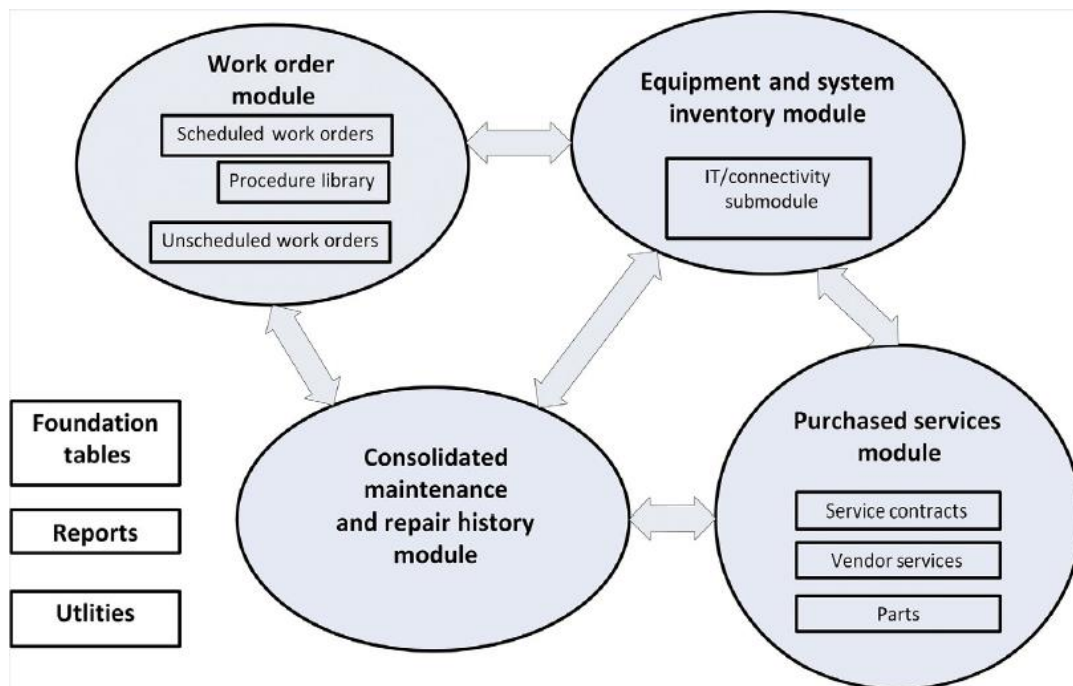 Work order
module
Scheduled work orders
Procedure library
Unscheduled work orders
Equipment and system
inventory module
IT/connectivity
submodule
Foundation
tables
Reports
Utlities
Consolidated
maintenance
and repair history
module
Purchased services
module
Service contracts
Vendor services
Parts